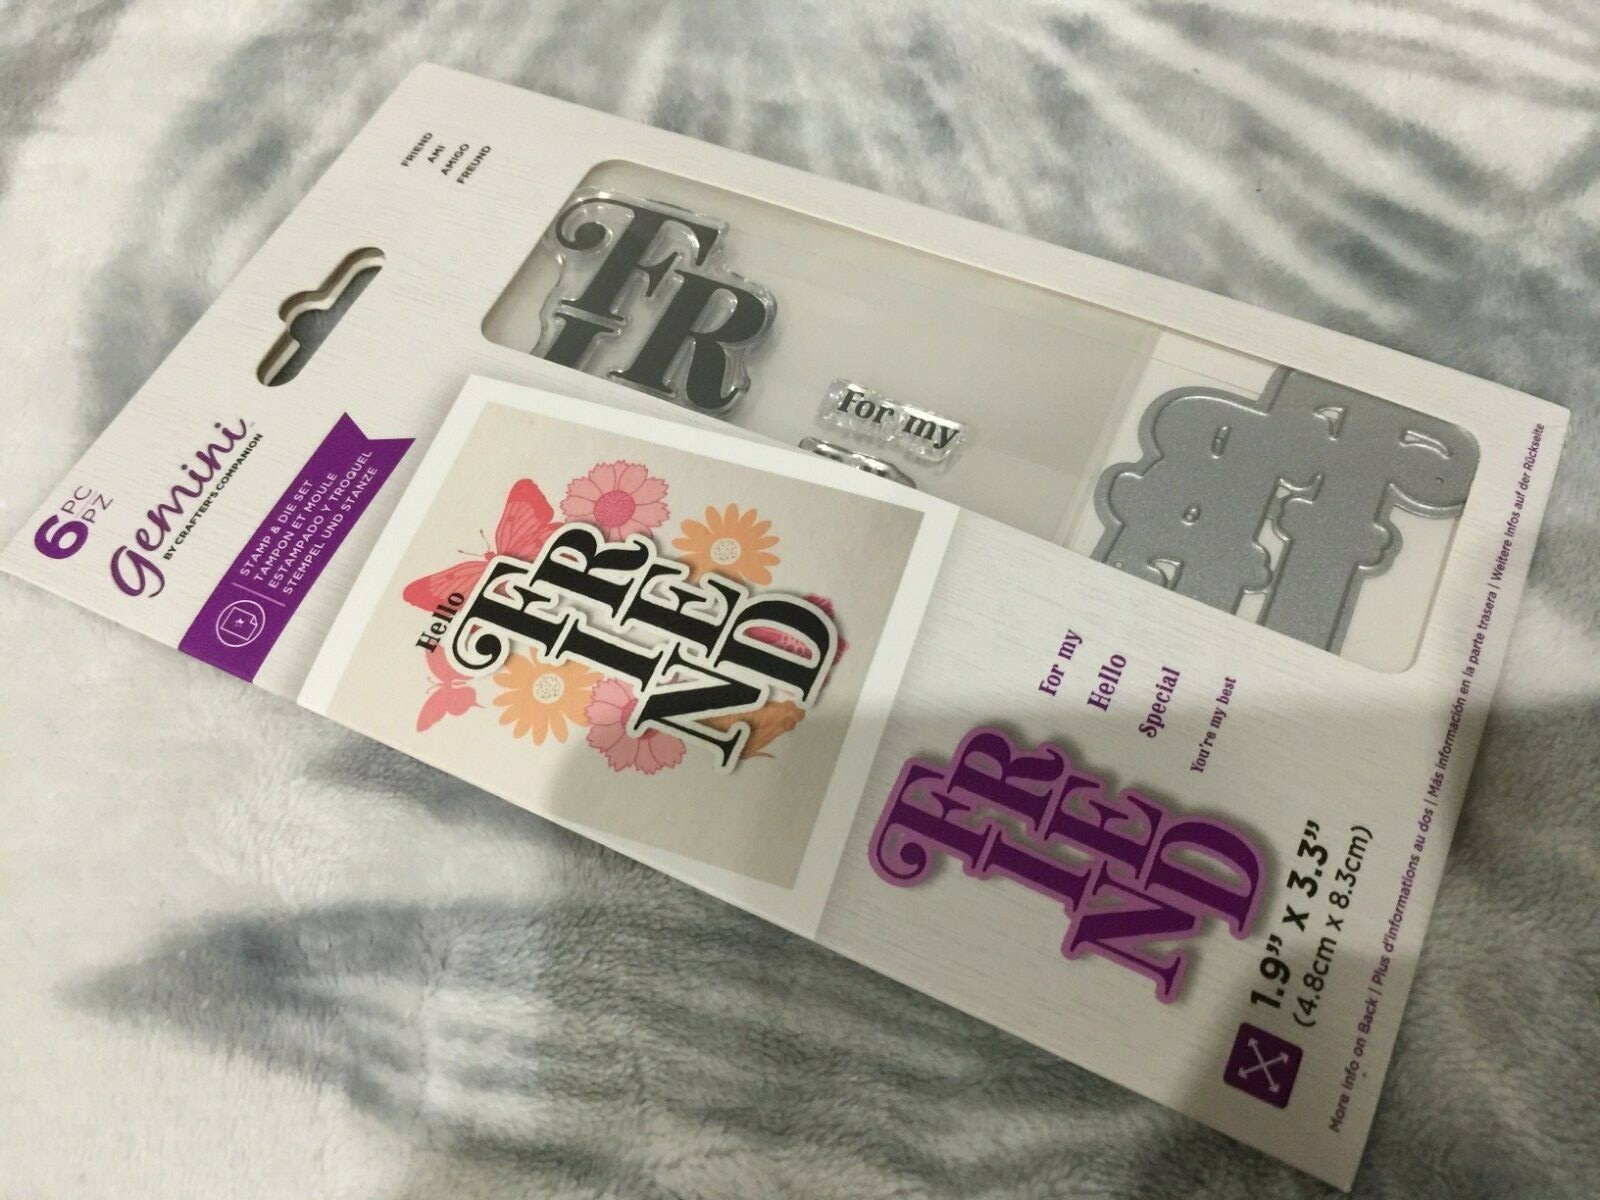 FRIEND
AMI
AMIGO
FREUND
6 PC
PZ
gemini
BY CRAFTER'S COMPANION
STAMP & DIE SET
TAMPON ET MOULE
ESTAMPADO Y TROQUEL
STEMPEL UND STANZE
FR
I
For my
Hello
FR
IE
ND
For my
Hello
Special
You're my best
FR
IE
ND
1.9" X 3.3"
(4.8cm x 8.3cm)
More info on Back | Plus d'informations au dos | Más información en la parte trasera | Weitere Infos auf der Rückseite